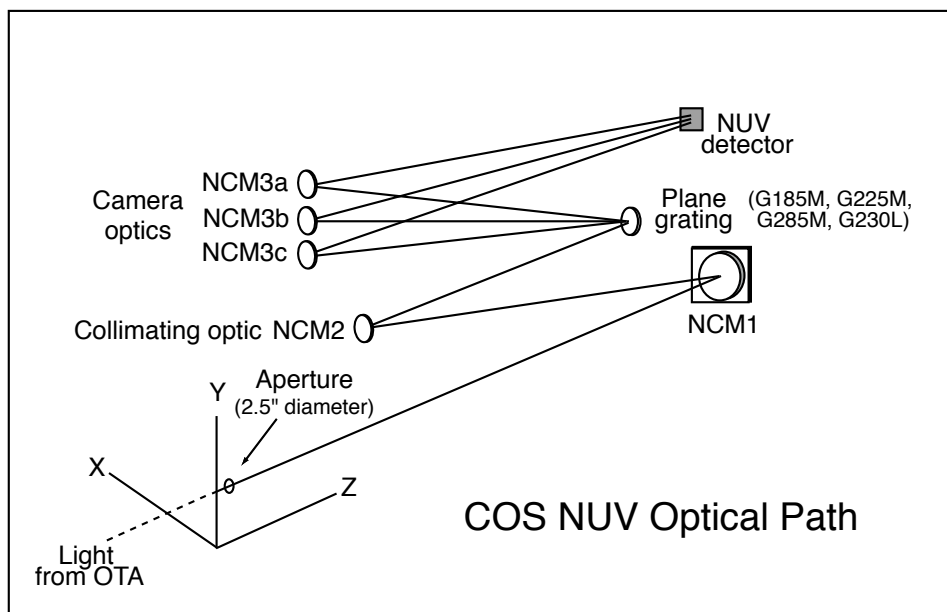 NUV
detector
NCM3a
Camera
optics
NCM3b
NCM3c
Plane
grating
(G185M, G225M,
G285M, G230L)
NCM1
Collimating optic NCM2
Y
Aperture
(2.5" diameter)
X
Z
COS NUV Optical Path
Light
from OTA